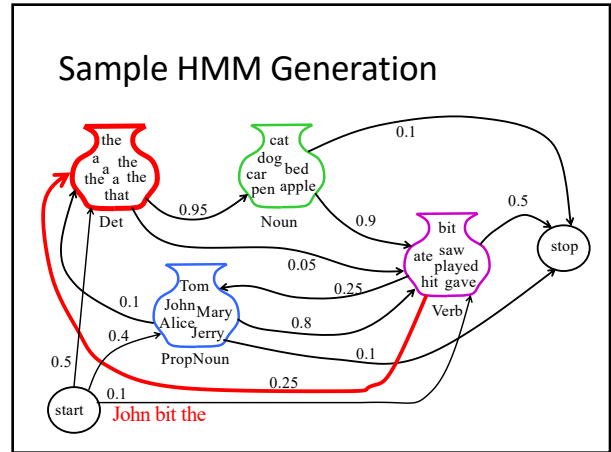 Sample HMM Generation
the
a
a
the
the
the
a
the
that
Det
cat
dog
car
bed
pen
apple
Noun
0.1
0.95
0.9
0.5
bit
ate
saw
played
hit
gave
Verb
stop
0.05
0.25
Tom
John
Mary
Alice
Jerry
PropNoun
0.1
0.4
0.8
0.1
0.5
0.25
0.1
start
John bit the